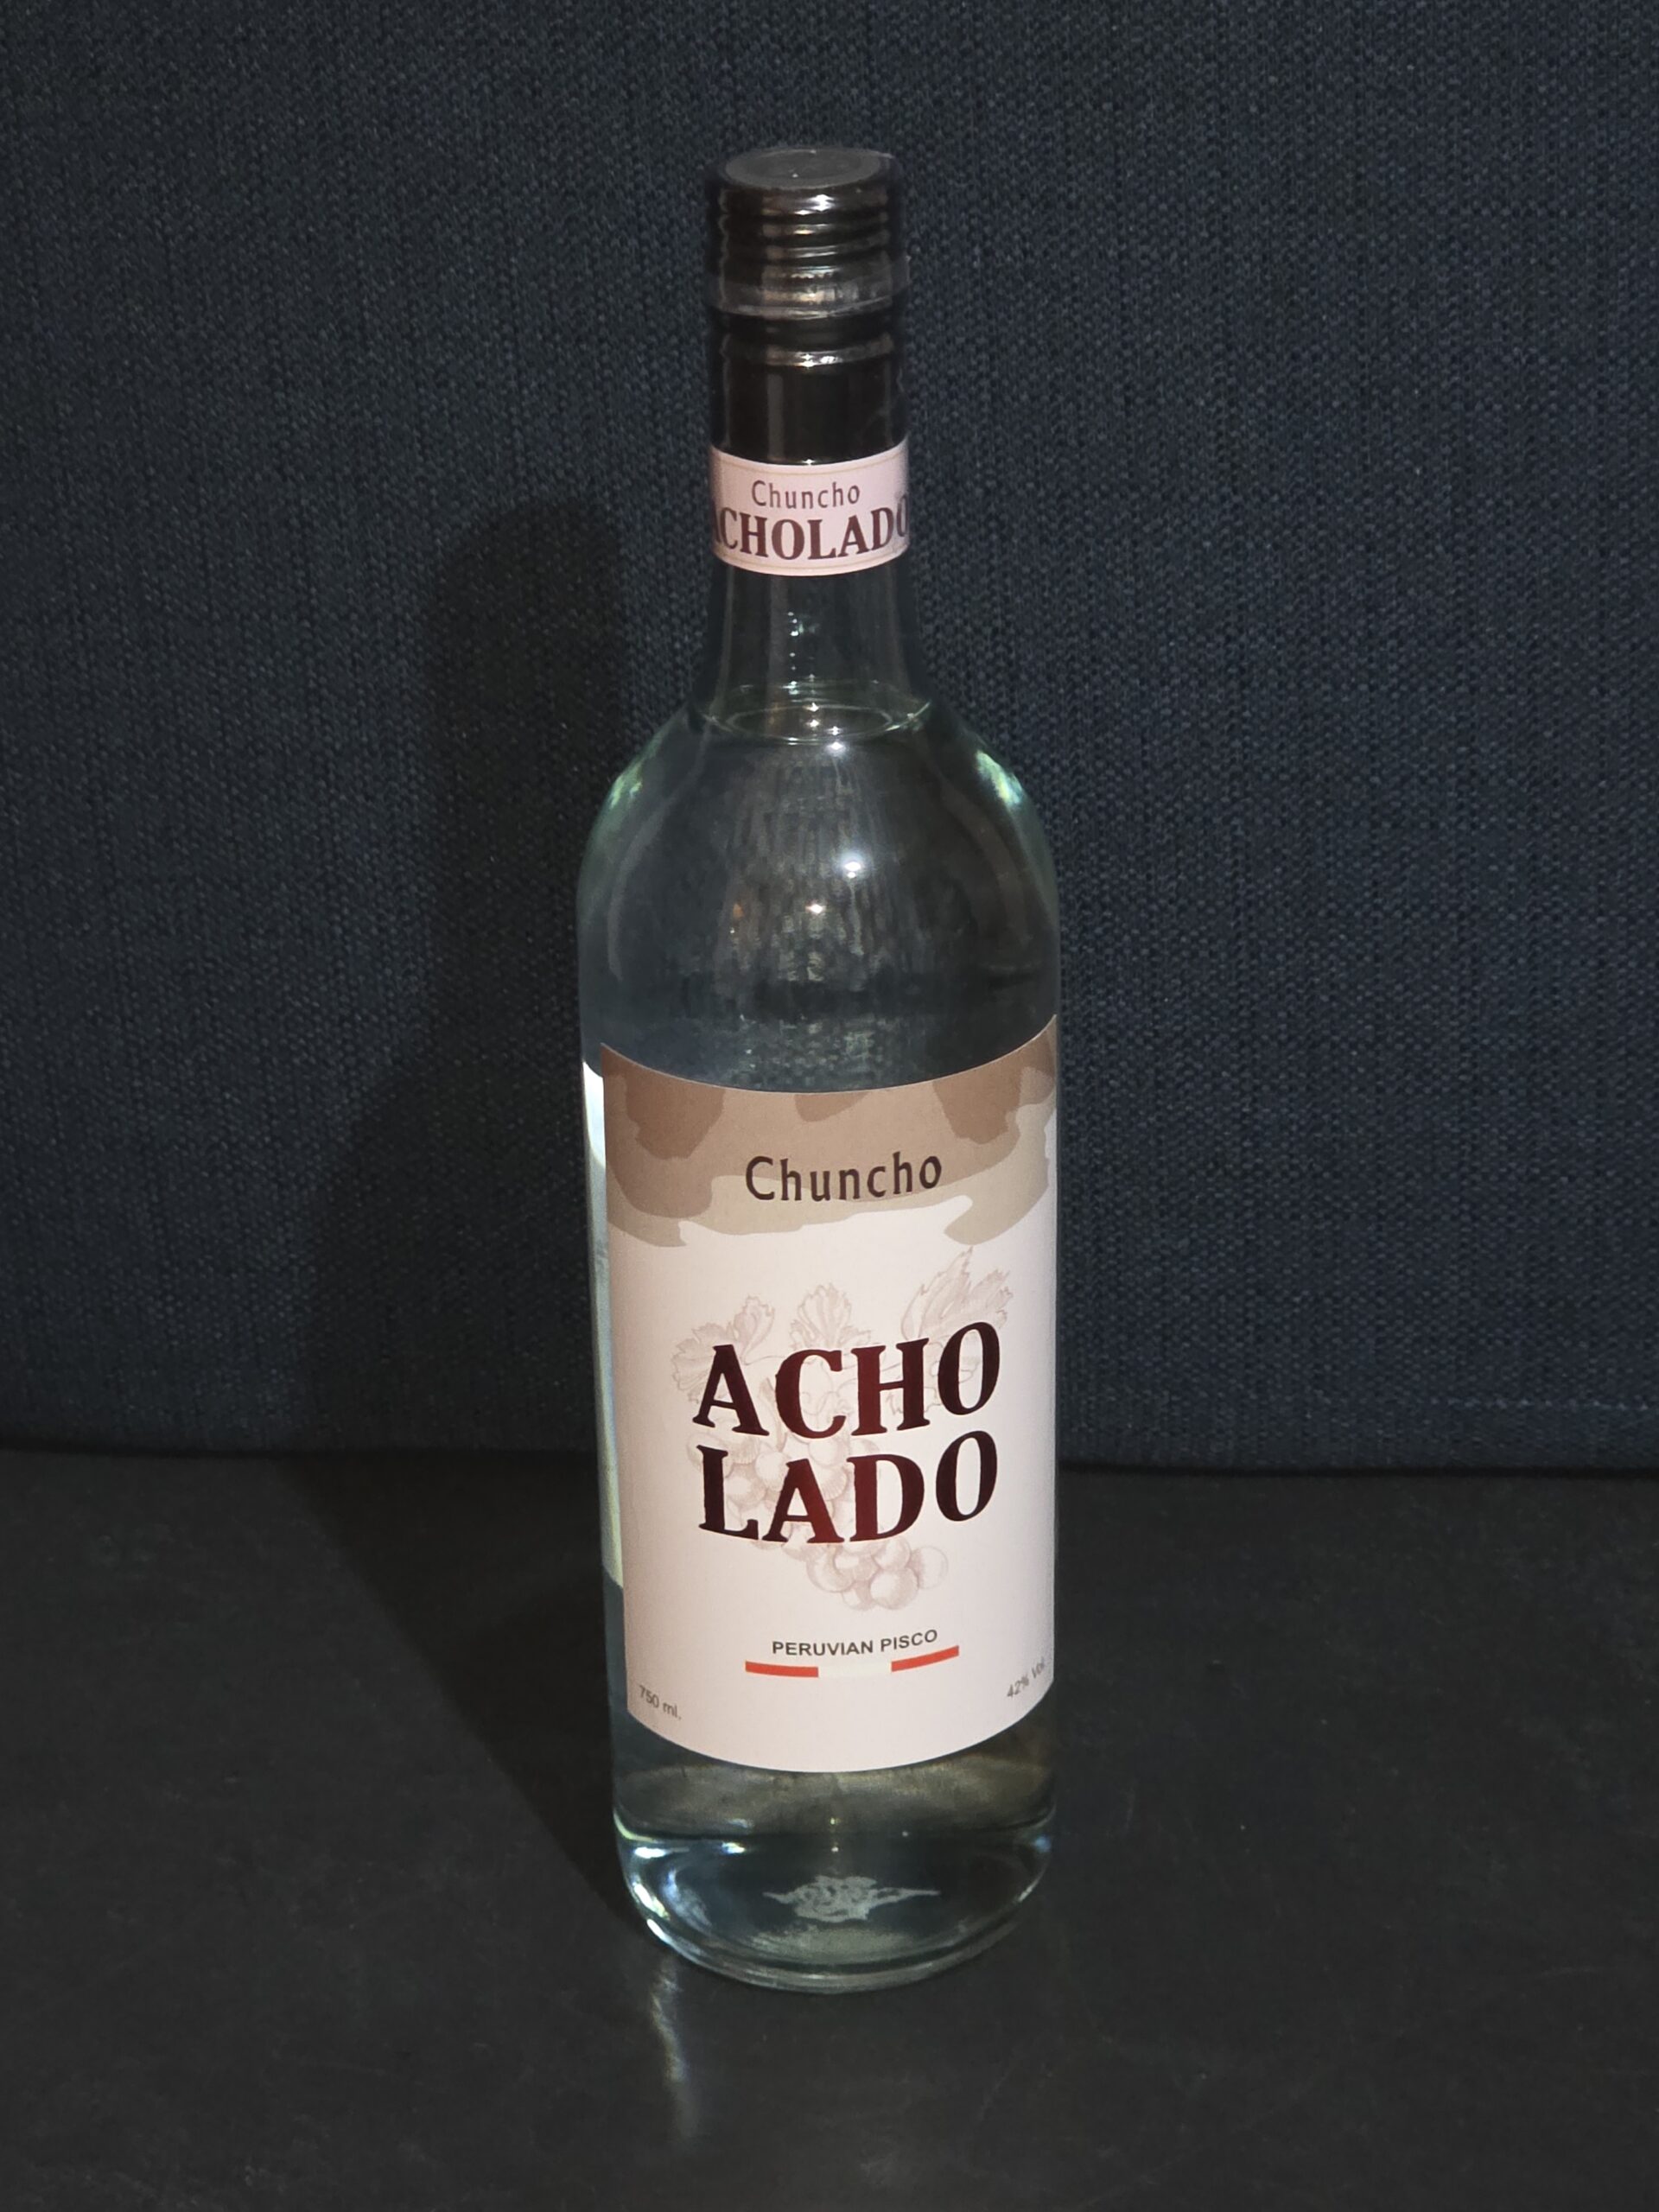 Chuncho
ACHOLADO
Chuncho
ACHO
LADO
PERUVIAN PISCO
750 ml.
42% Vol.